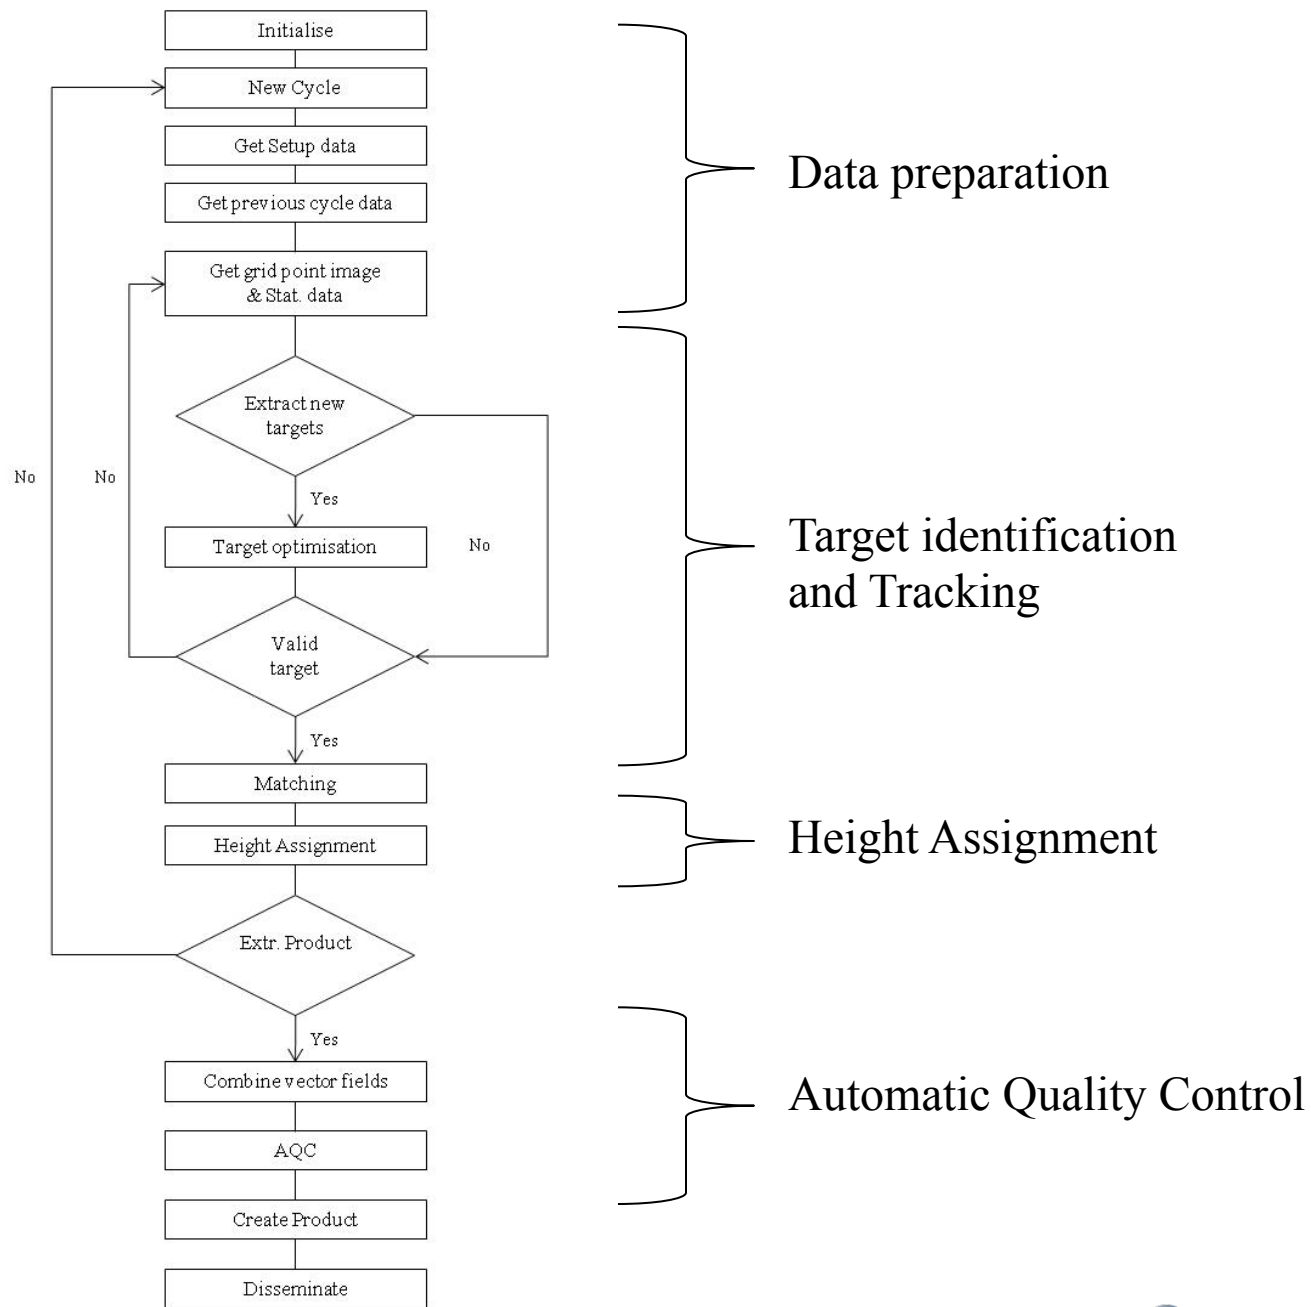 Initialise
New Cycle
Get Setup data
Get previous cycle data
Data preparation
Get grid point image
& Stat. data
Extract new
targets
No
No
Yes
Target optimisation
No
Target identification
and Tracking
Valid
target
Yes
Matching
Height Assignment
Height Assignment
Extr. Product
Yes
Combine vector fields
Automatic Quality Control
AQC
Create Product
Disseminate